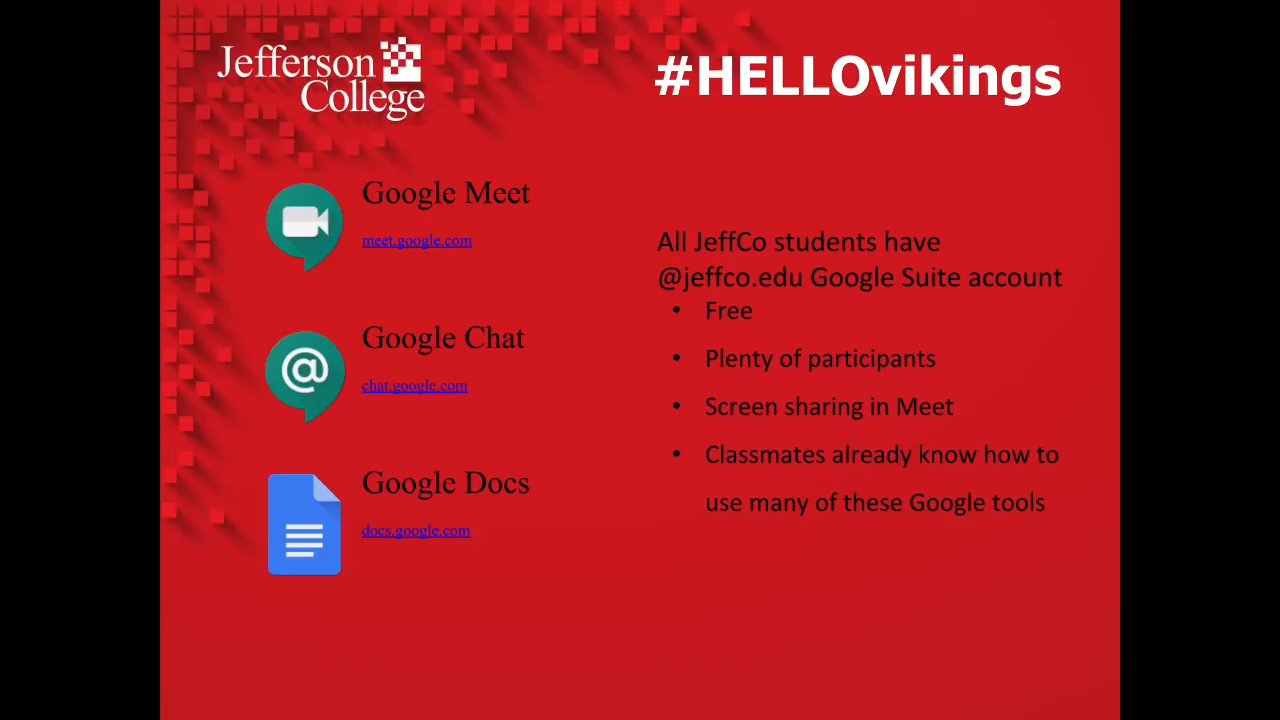 Jefferson
College
#HELLOvikings
Google Meet
meet.google.com
Google Chat
chat.google.com
Google Docs
docs.google.com
All JeffCo students have
@jeffco.edu Google Suite account
• Free
• Plenty of participants
• Screen sharing in Meet
• Classmates already know how to
use many of these Google tools